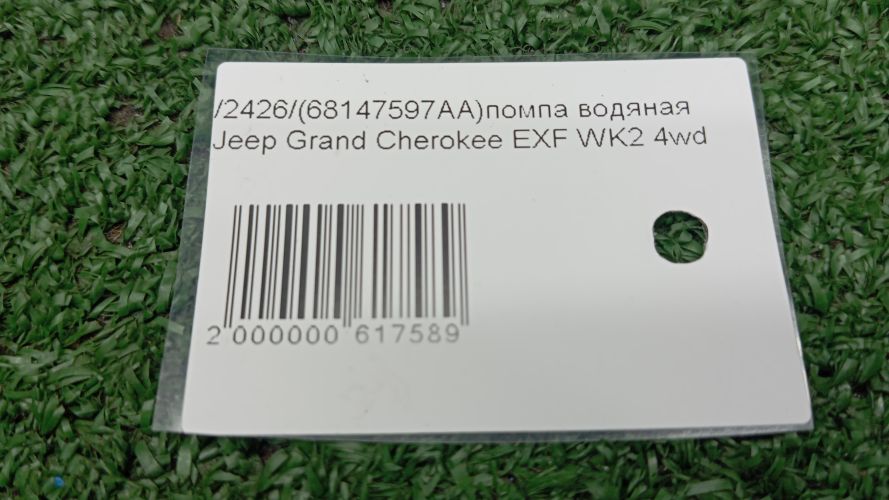 /2426/(68147597AA)помпа водяная
Jeep Grand Cherokee EXF WK2 4wd
2 000000 617589